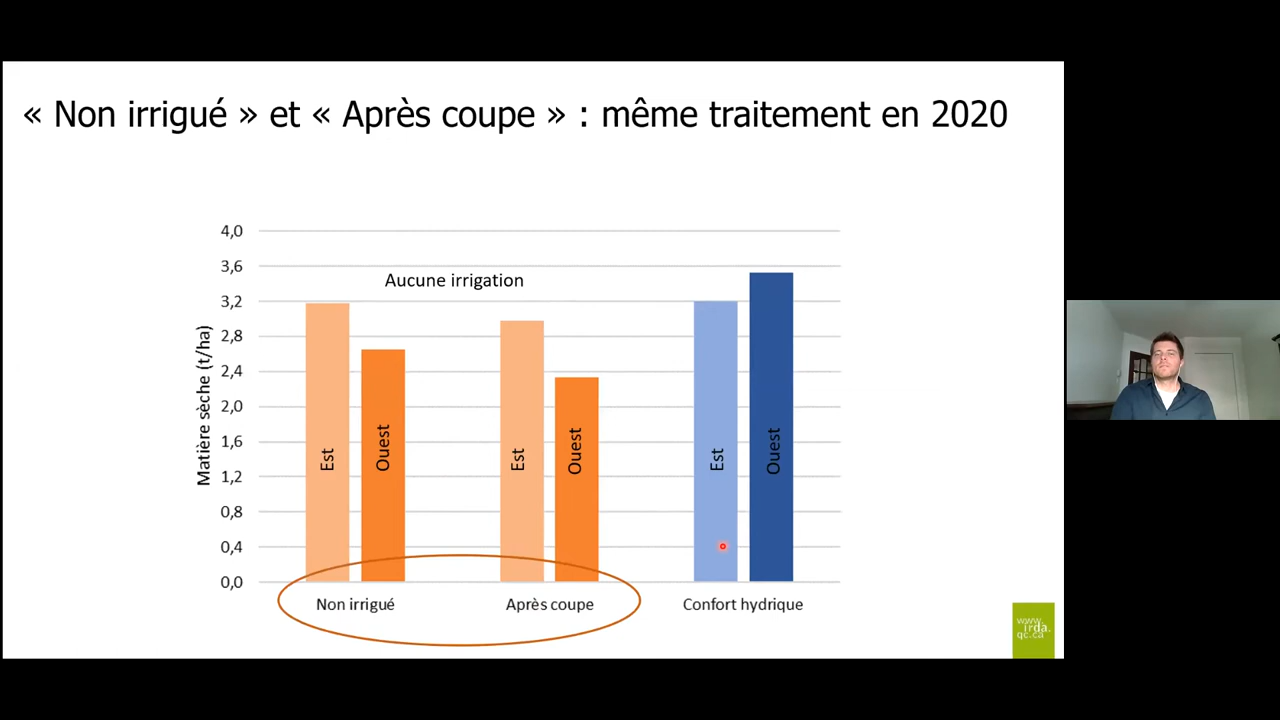 « Non irrigué » et « Après coupe » : même traitement en 2020
4,0
3,6
3,2
2,8
2,4
2,0
1,6
1,2
0,8
0,4
0,0
Matière sèche (t/ha)
Aucune irrigation
Est
Ouest
Est
Ouest
Est
Ouest
Non irrigué
Après coupe
Confort hydrique
www.
irda.
qc.ca